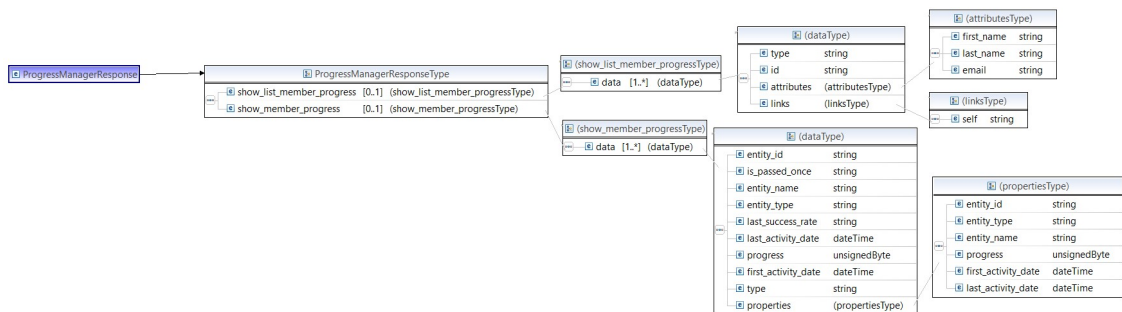 ProgressManagerResponse
ProgressManagerResponseType
show_list_member_progress [0..1] (show_list_member_progressType)
show_member_progress [0..1] (show_member_progressType)
(show_list_member_progressType)
data [1..*] (dataType)
(dataType)
type string
id string
attributes (attributesType)
links (linksType)
(attributesType)
first_name string
last_name string
email string
(linksType)
self string
(show_member_progressType)
data [1..*] (dataType)
(dataType)
entity_id string
is_passed_once string
entity_name string
entity_type string
last_success_rate string
last_activity_date dateTime
progress unsignedByte
first_activity_date dateTime
type string
properties (propertiesType)
(propertiesType)
entity_id string
entity_type string
entity_name string
progress unsignedByte
first_activity_date dateTime
last_activity_date dateTime